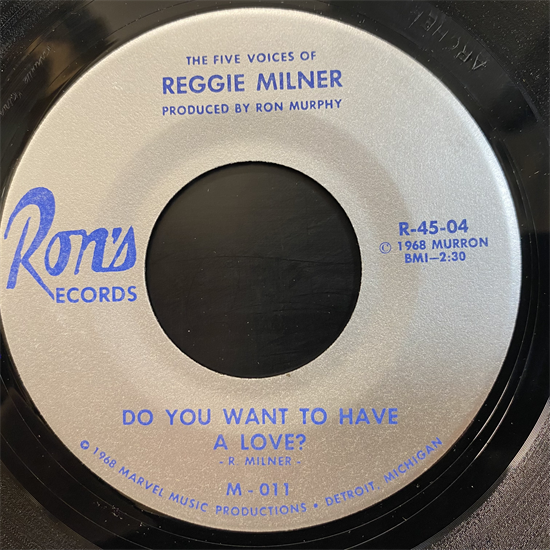 THE FIVE VOICES OF
REGGIE MILNER
PRODUCED BY RON MURPHY
Ron's
RECORDS
R-45-04
© 1968 MURRON
BMI-2:30
DO YOU WANT TO HAVE
A LOVE?
- R. MILNER -
M - 011
© 1968 MARVEL MUSIC PRODUCTIONS • DETROIT, MICHIGAN